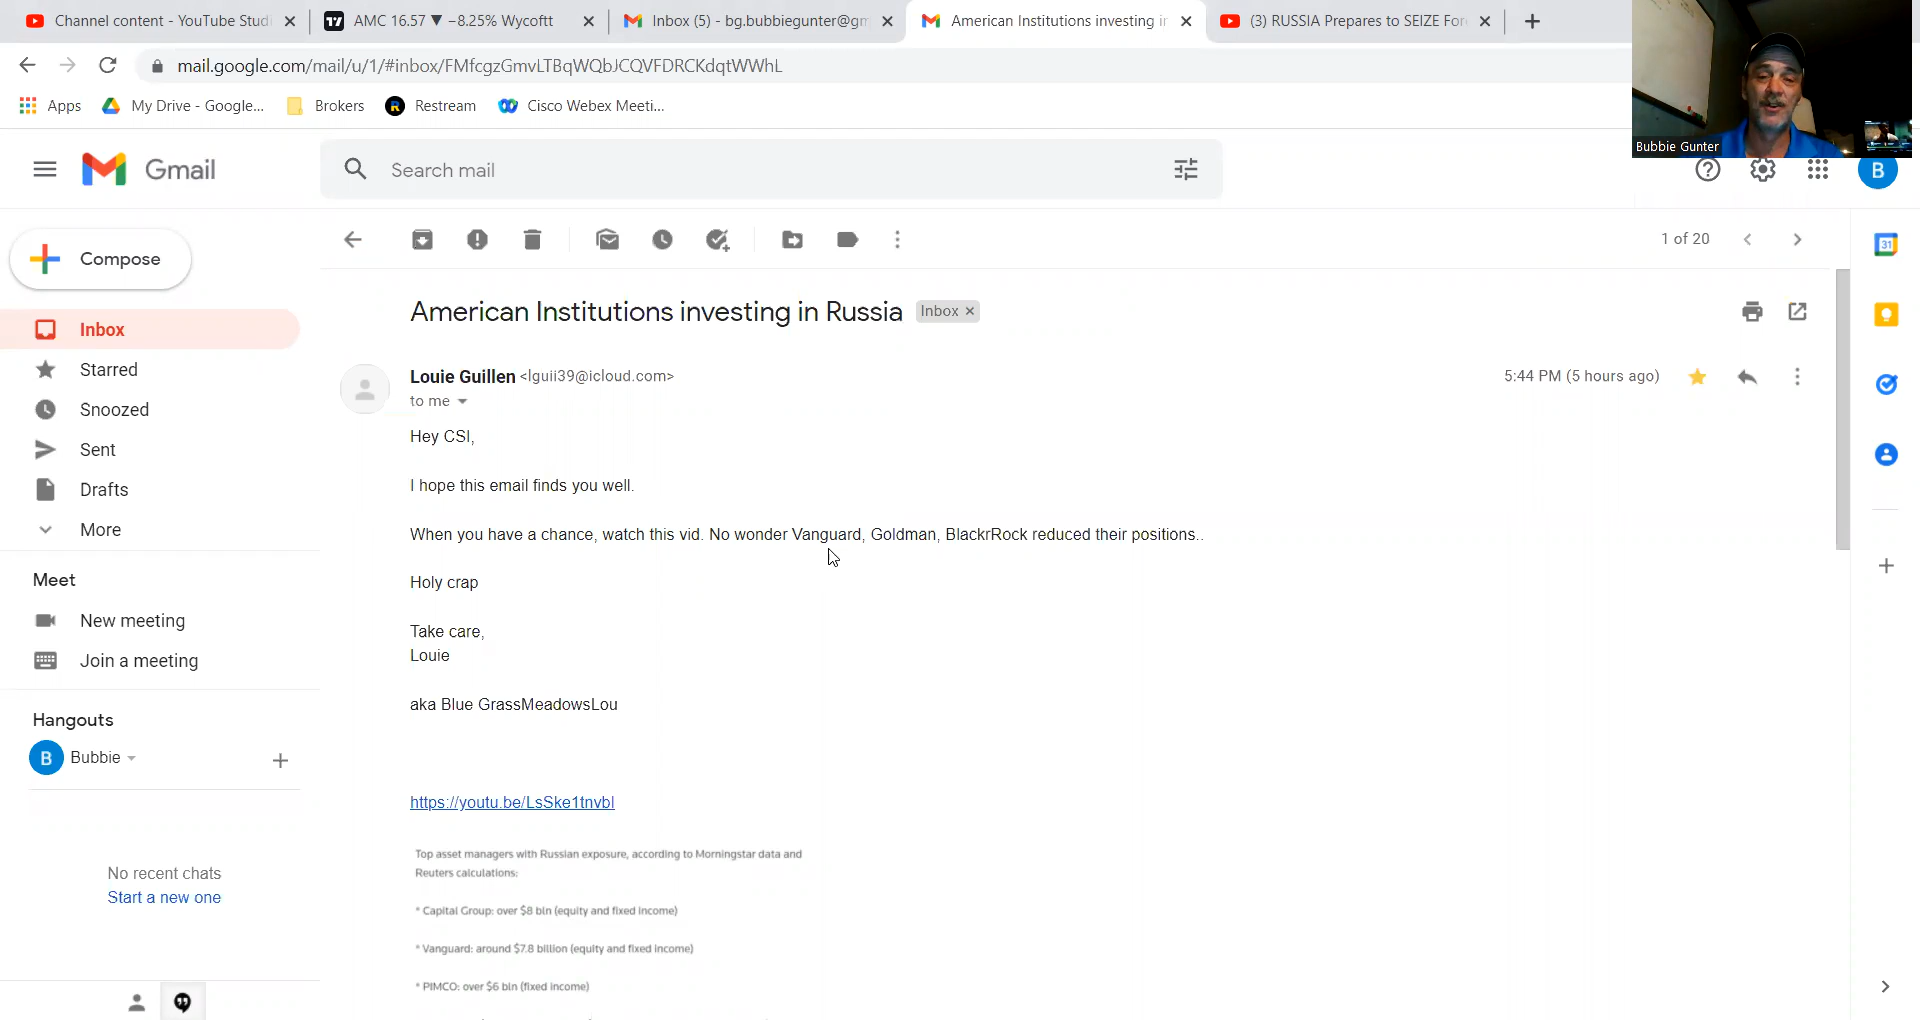 Channel content - YouTube Studi
AMC 16.57 ▼ −8.25% Wycoftt
Inbox (5) - bg.bubbiegunter@gm
American Institutions investing in
(3) RUSSIA Prepares to SEIZE For
mail.google.com/mail/u/1/#inbox/FMfcgzGmvLTBqWQbJCQVFDRCKdqtWWhL
Apps
My Drive - Google...
Brokers
Restream
Cisco Webex Meeti...
Bubbie Gunter
Gmail
Search mail
B
Compose
1 of 20
31
Inbox
Starred
Snoozed
Sent
Drafts
More
Meet
New meeting
Join a meeting
Hangouts
B Bubbie
No recent chats
Start a new one
American Institutions investing in Russia Inbox ×
Louie Guillen <lguii39@icloud.com>
5:44 PM (5 hours ago)
to me
Hey CSI,
I hope this email finds you well.
When you have a chance, watch this vid. No wonder Vanguard, Goldman, BlackrRock reduced their positions..
Holy crap
Take care,
Louie
aka Blue GrassMeadowsLou
https://youtu.be/LsSke1tnvbI
Top asset managers with Russian exposure, according to Morningstar data and
Reuters calculations:
* Capital Group: over $8 bln (equity and fixed income)
* Vanguard: around $7.8 billion (equity and fixed income)
* PIMCO: over $6 bln (fixed income)